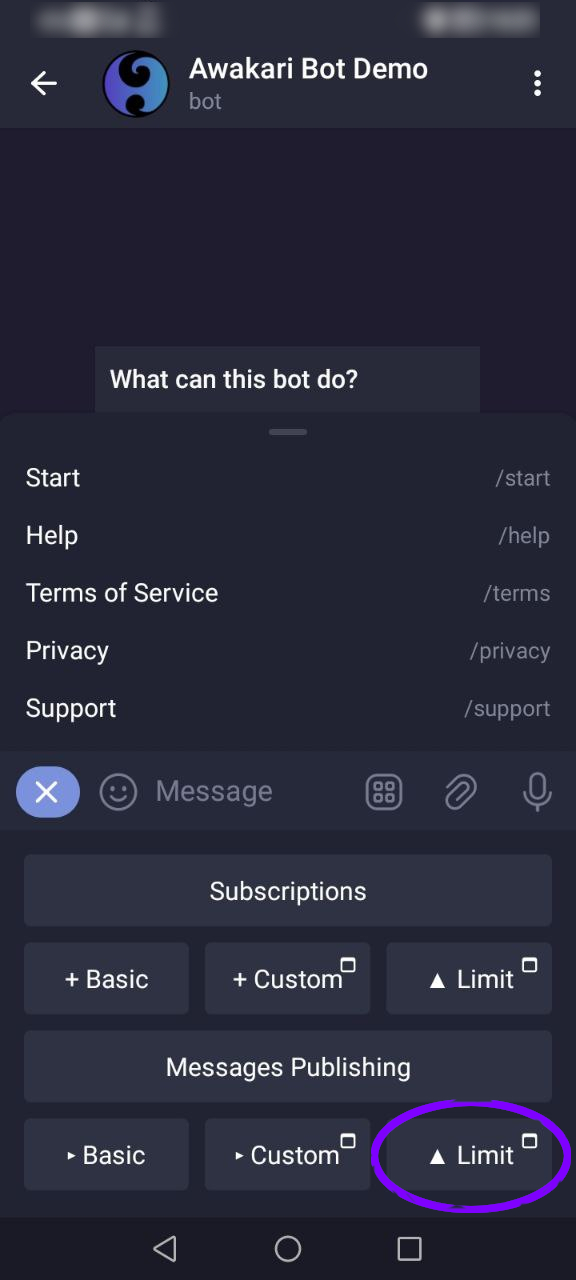 Awakari Bot Demo
bot
What can this bot do?
Start /start
Help /help
Terms of Service /terms
Privacy /privacy
Support /support
Message
Subscriptions
+ Basic + Custom ▲ Limit
Messages Publishing
‣ Basic ‣ Custom ▲ Limit